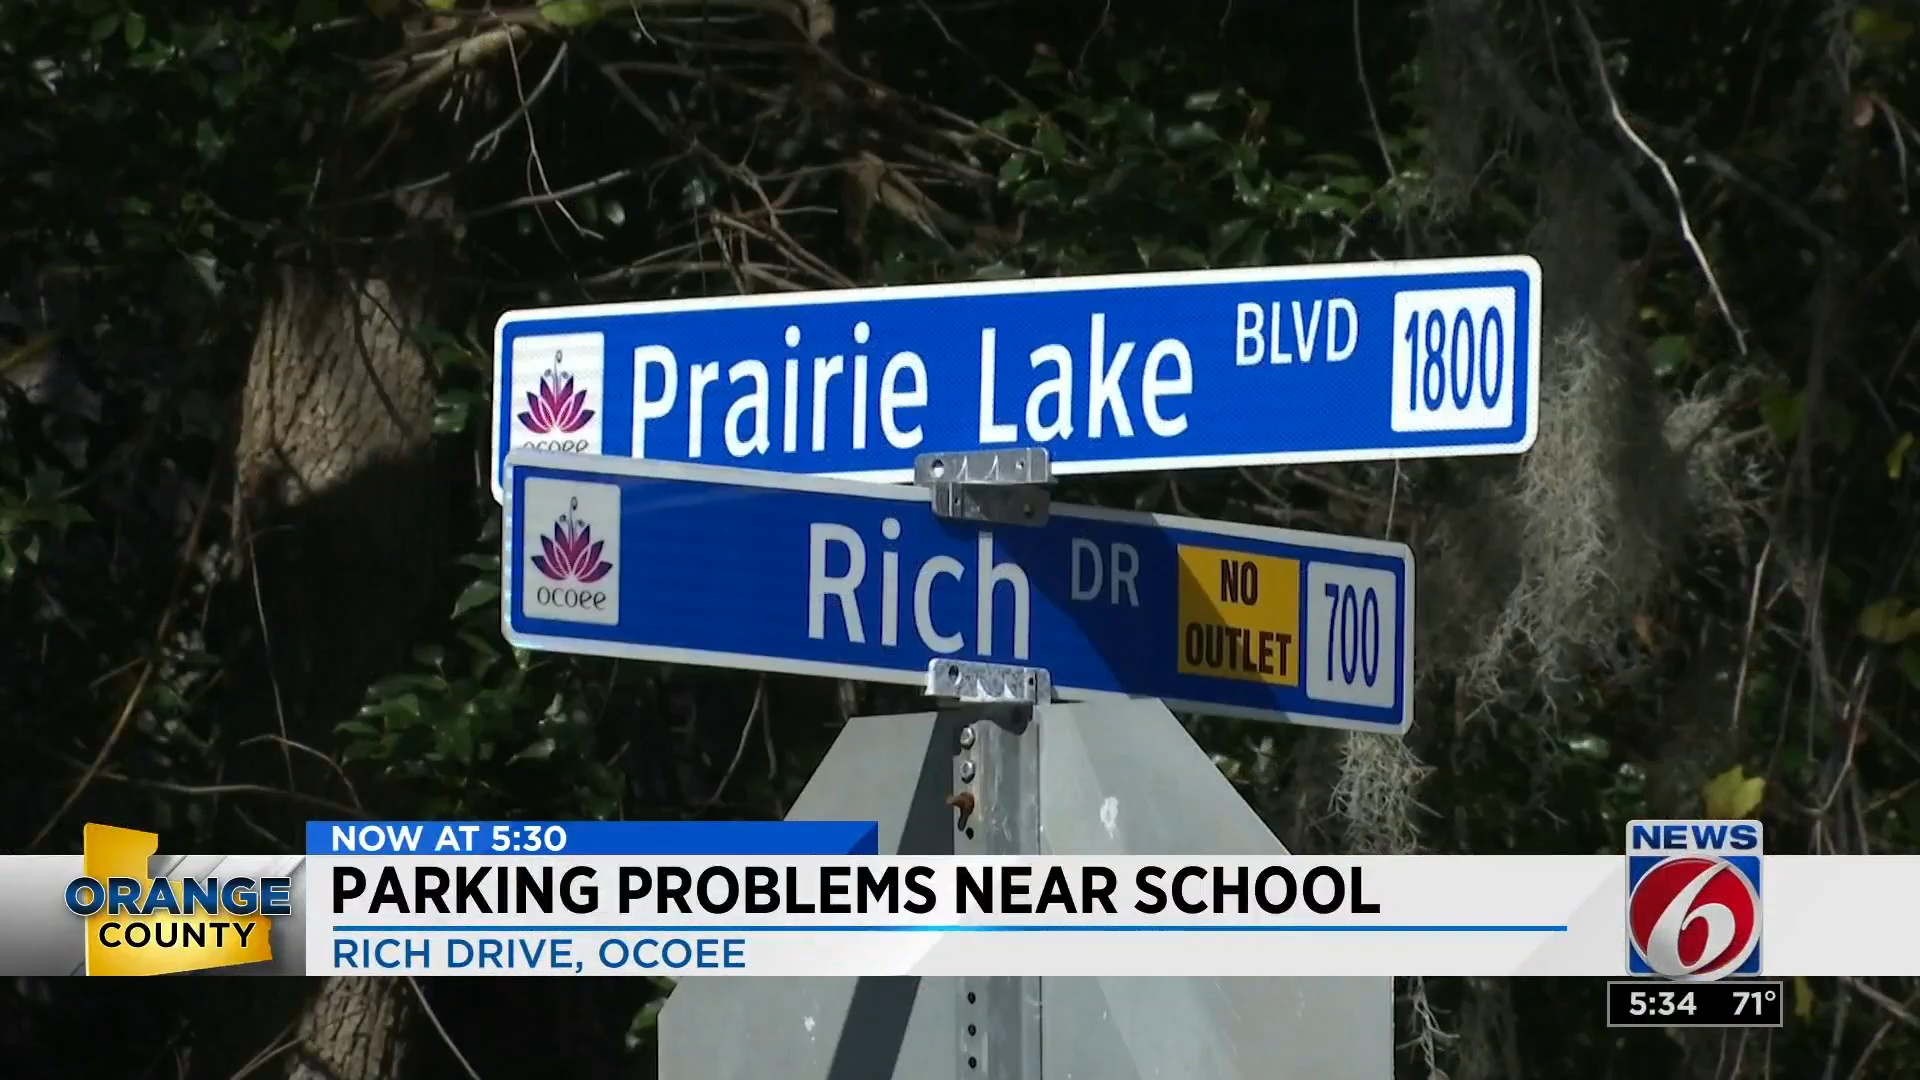 Prairie Lake BLVD 1800
ocoee
Rich DR NO OUTLET 700
ocoee
NOW AT 5:30
PARKING PROBLEMS NEAR SCHOOL
RICH DRIVE, OCOEE
ORANGE COUNTY
NEWS 6
5:34 71°